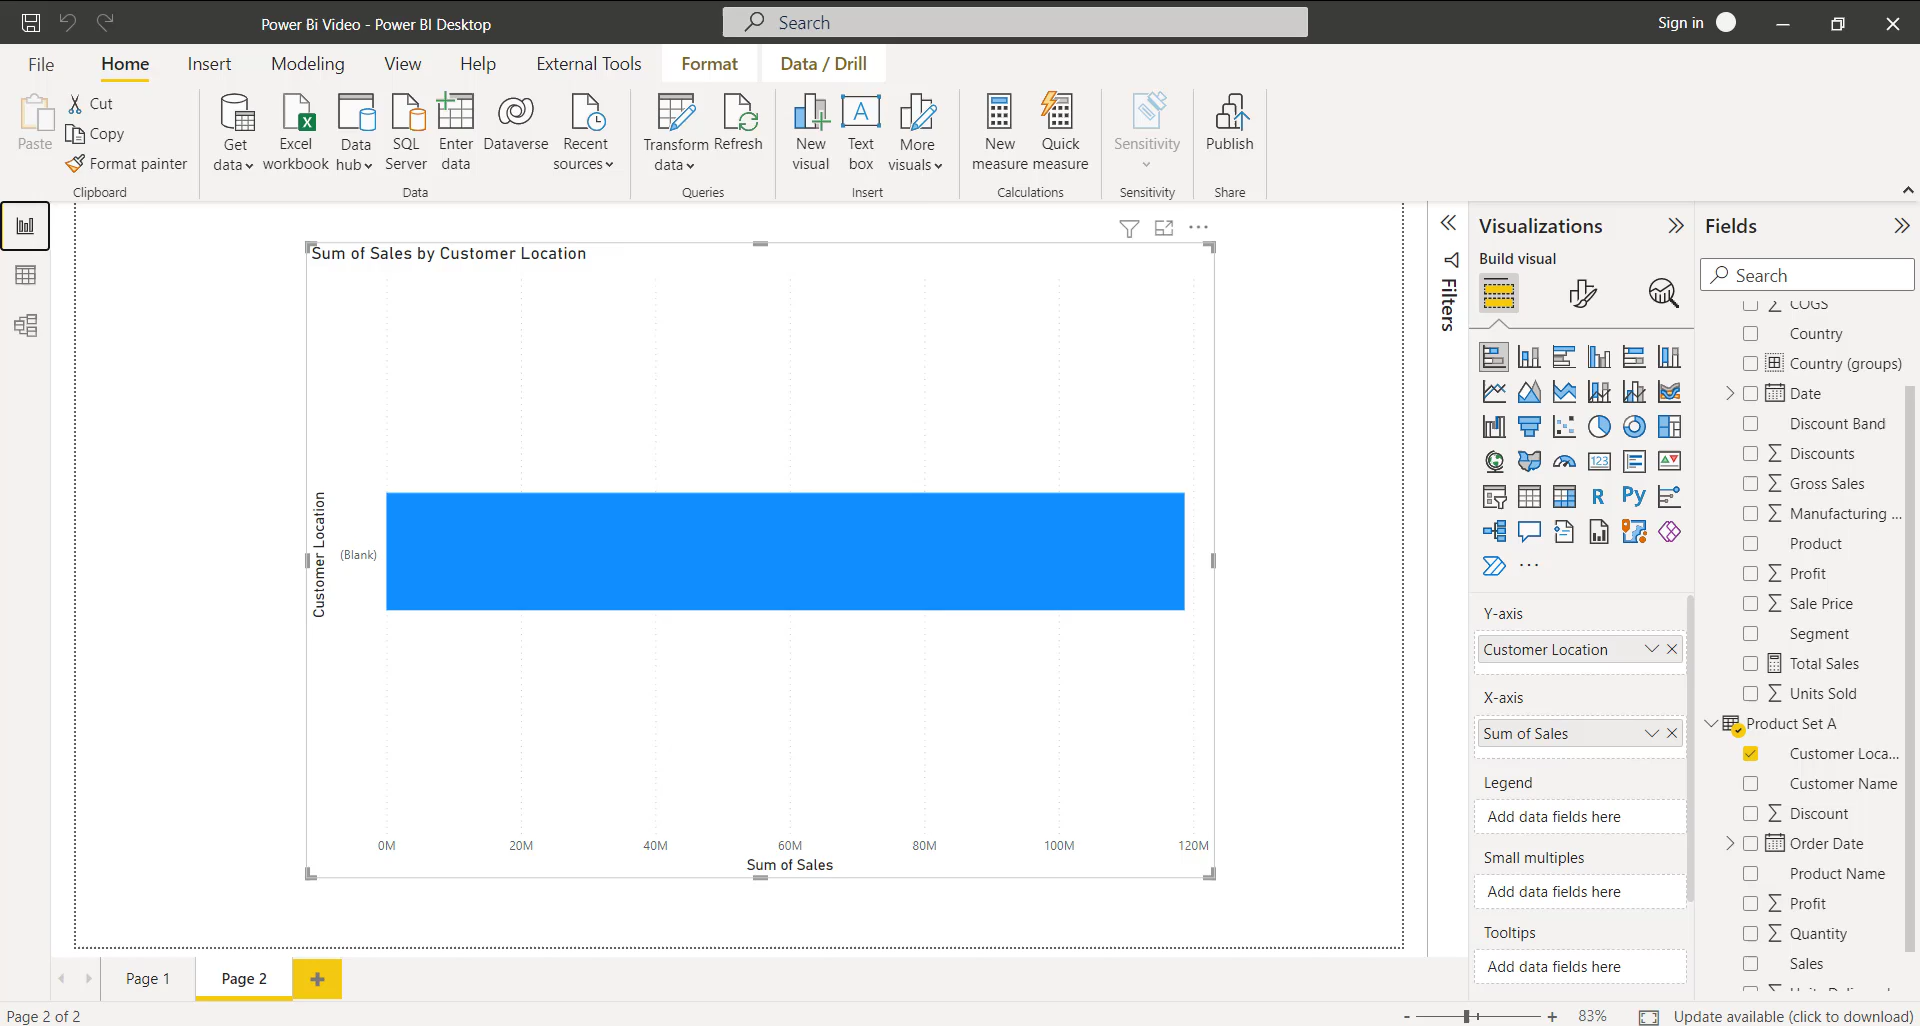 Power Bi Video - Power BI Desktop
Search
Sign in
File
Home
Insert
Modeling
View
Help
External Tools
Format
Data / Drill
Paste
Cut
Copy
Format painter
Clipboard
Get data
Excel workbook
Data hub
SQL Server
Enter data
Dataverse
Recent sources
Data
Transform data
Refresh
Queries
New visual
Text box
More visuals
Insert
New measure
Quick measure
Calculations
Sensitivity
Sensitivity
Publish
Share
Sum of Sales by Customer Location
Customer Location
(Blank)
0M
20M
40M
60M
80M
100M
120M
Sum of Sales
Filters
Visualizations
Build visual
123
R
Py
Y-axis
Customer Location
X-axis
Sum of Sales
Legend
Add data fields here
Small multiples
Add data fields here
Tooltips
Add data fields here
Fields
Search
COGS
Country
Country (groups)
Date
Discount Band
Discounts
Gross Sales
Manufacturing ...
Product
Profit
Sale Price
Segment
Total Sales
Units Sold
Product Set A
Customer Loca...
Customer Name
Discount
Order Date
Product Name
Profit
Quantity
Sales
Page 1
Page 2
Page 2 of 2
- + 83%
Update available (click to download)